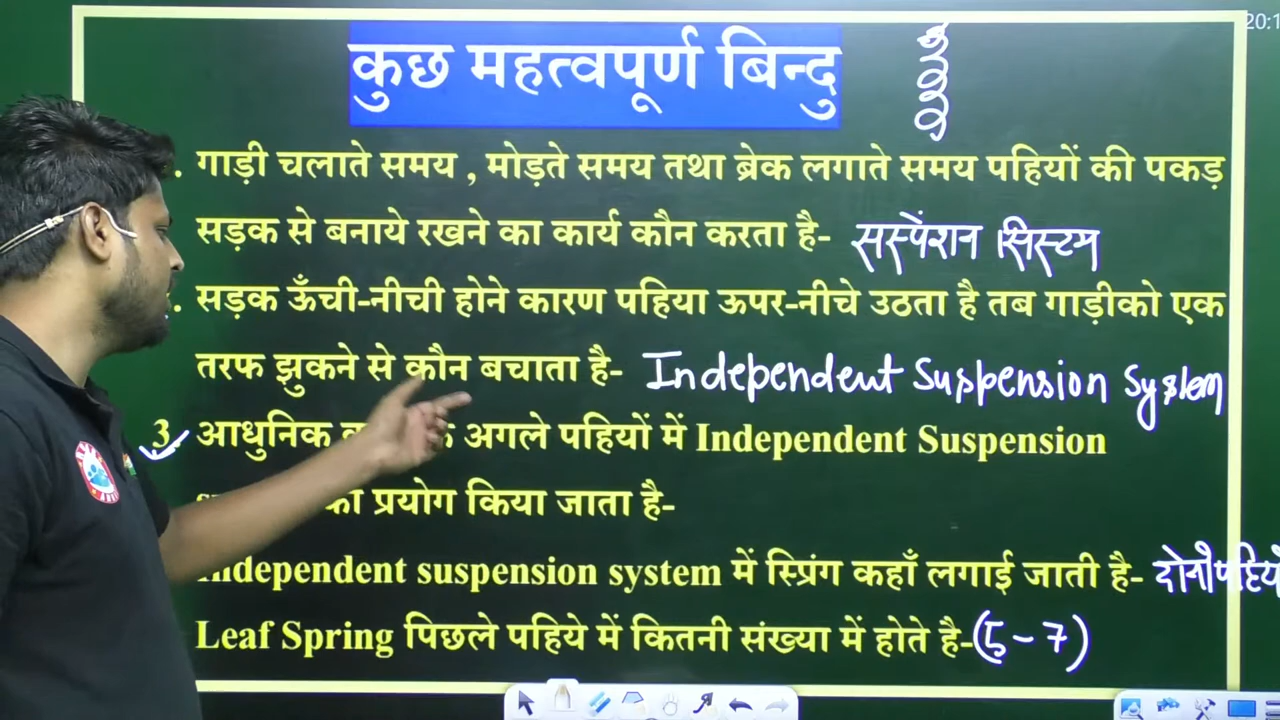 20:1
कुछ महत्वपूर्ण बिन्दु
. गाड़ी चलाते समय , मोड़ते समय तथा ब्रेक लगाते समय पहियों की पकड़
सड़क से बनाये रखने का कार्य कौन करता है- सस्पेंशन सिस्टम
. सड़क ऊँची-नीची होने कारण पहिया ऊपर-नीचे उठता है तब गाड़ीको एक
तरफ झुकने से कौन बचाता है- Independent Suspension System
3. आधुनिक अगले पहियों में Independent Suspension
का प्रयोग किया जाता है-
Independent suspension system में स्प्रिंग कहाँ लगाई जाती है- दोनों
Leaf Spring पिछले पहिये में कितनी संख्या में होते है-(5-7)